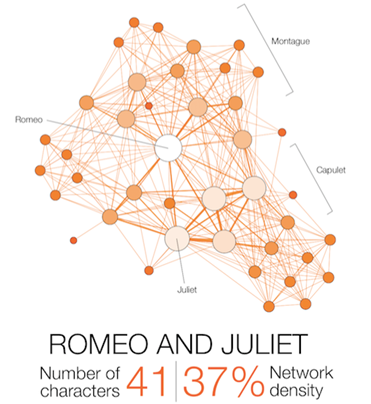 Montague
Romeo
Capulet
Juliet
ROMEO AND JULIET
Number of characters 41
37% Network density